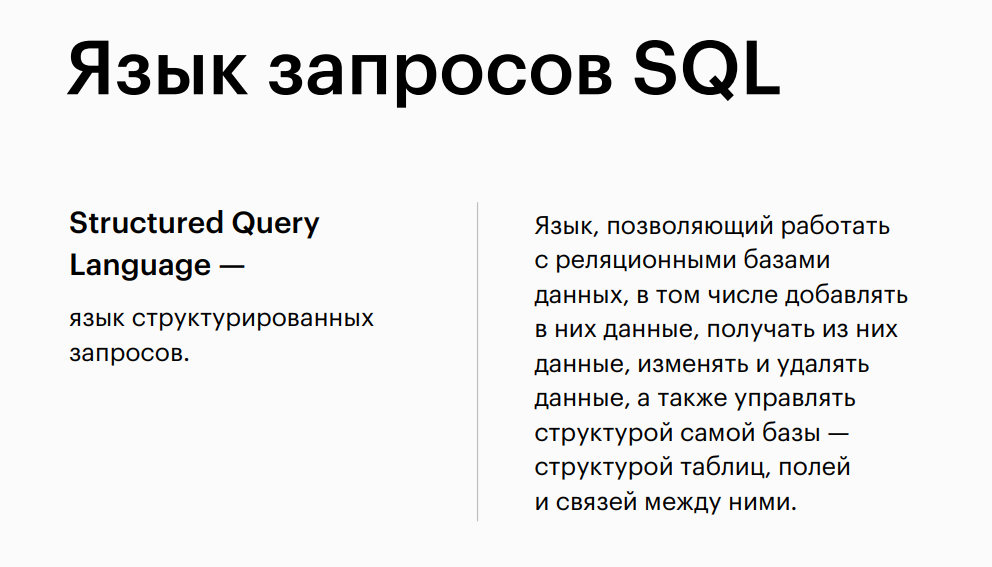 Язык запросов SQL
Structured Query
Language —
язык структурированных
запросов.
Язык, позволяющий работать
с реляционными базами
данных, в том числе добавлять
в них данные, получать из них
данные, изменять и удалять
данные, а также управлять
структурой самой базы —
структурой таблиц, полей
и связей между ними.